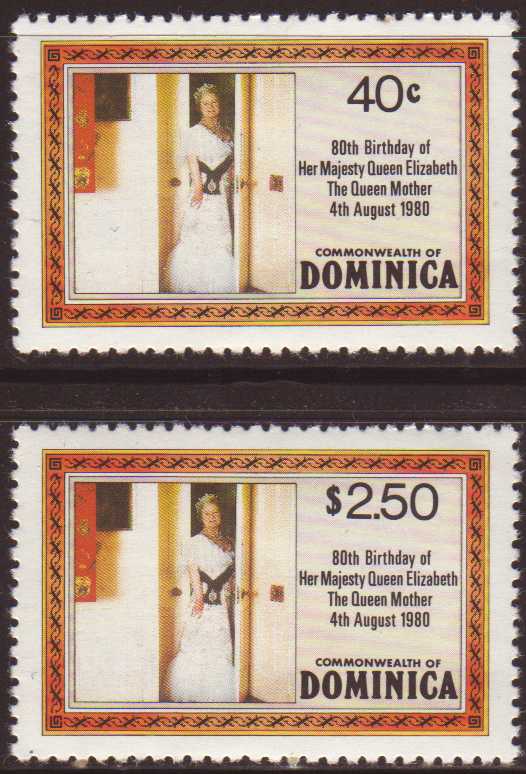 40c
80th Birthday of
Her Majesty Queen Elizabeth
The Queen Mother
4th August 1980
COMMONWEALTH OF
DOMINICA
$2.50
80th Birthday of
Her Majesty Queen Elizabeth
The Queen Mother
4th August 1980
COMMONWEALTH OF
DOMINICA